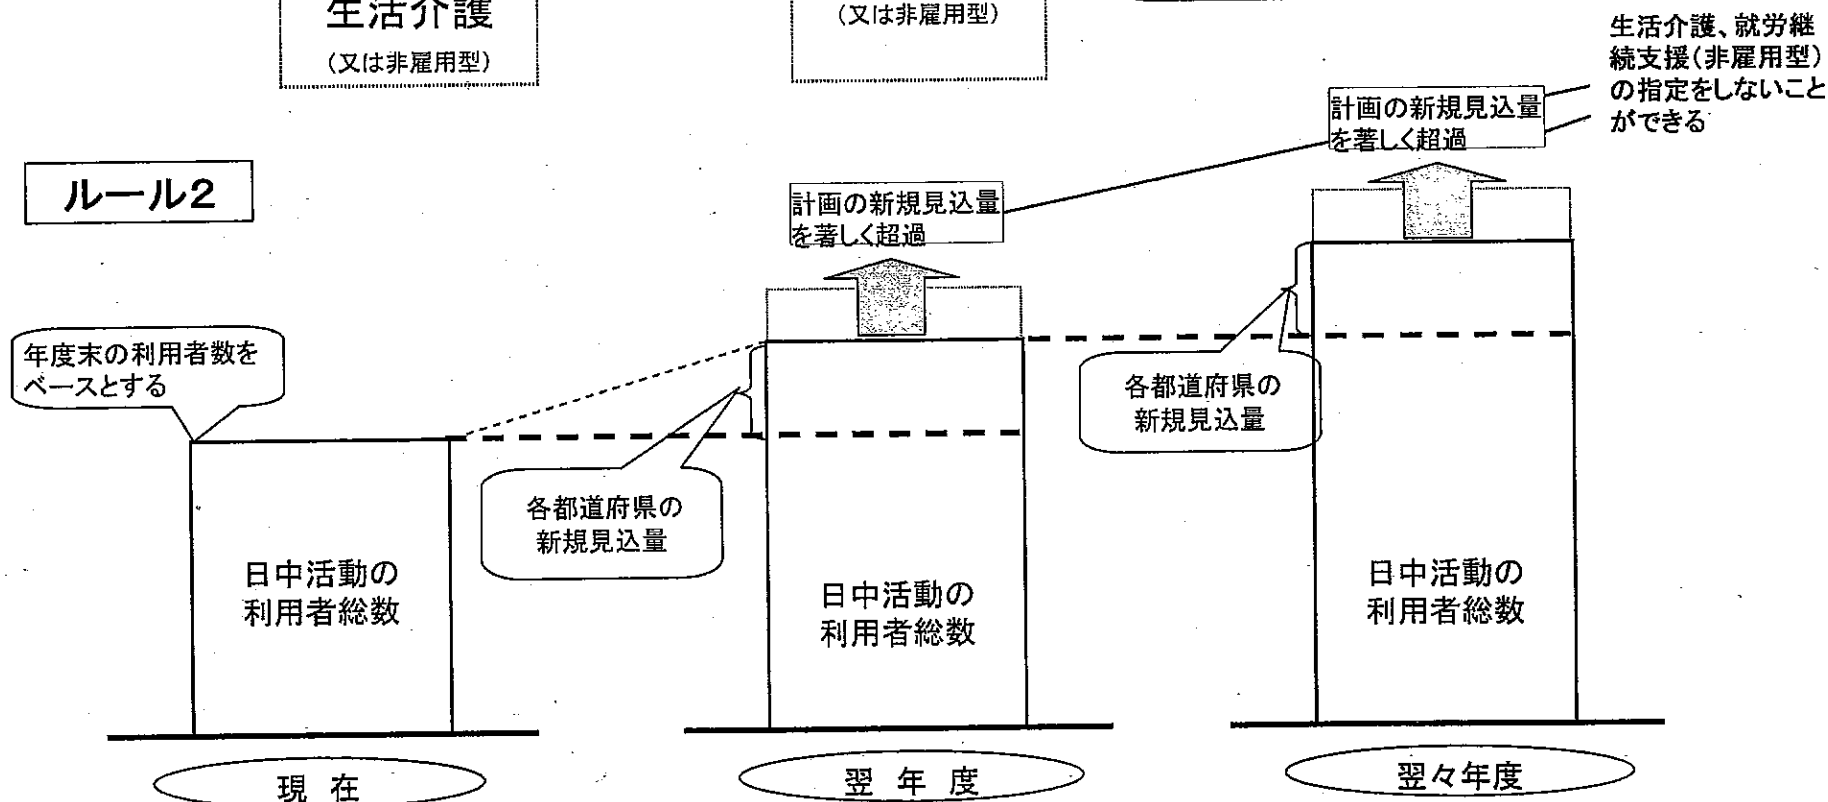 生活介護
(又は非雇用型)
(又は非雇用型)
生活介護、就労継
続支援(非雇用型)
の指定をしないこと
ができる
計画の新規見込量
を著しく超過
ルール2
計画の新規見込量
を著しく超過
年度末の利用者数を
ベースとする
各都道府県の
新規見込量
各都道府県の
新規見込量
日中活動の
利用者総数
日中活動の
利用者総数
日中活動の
利用者総数
現 在
翌 年 度
翌々年度